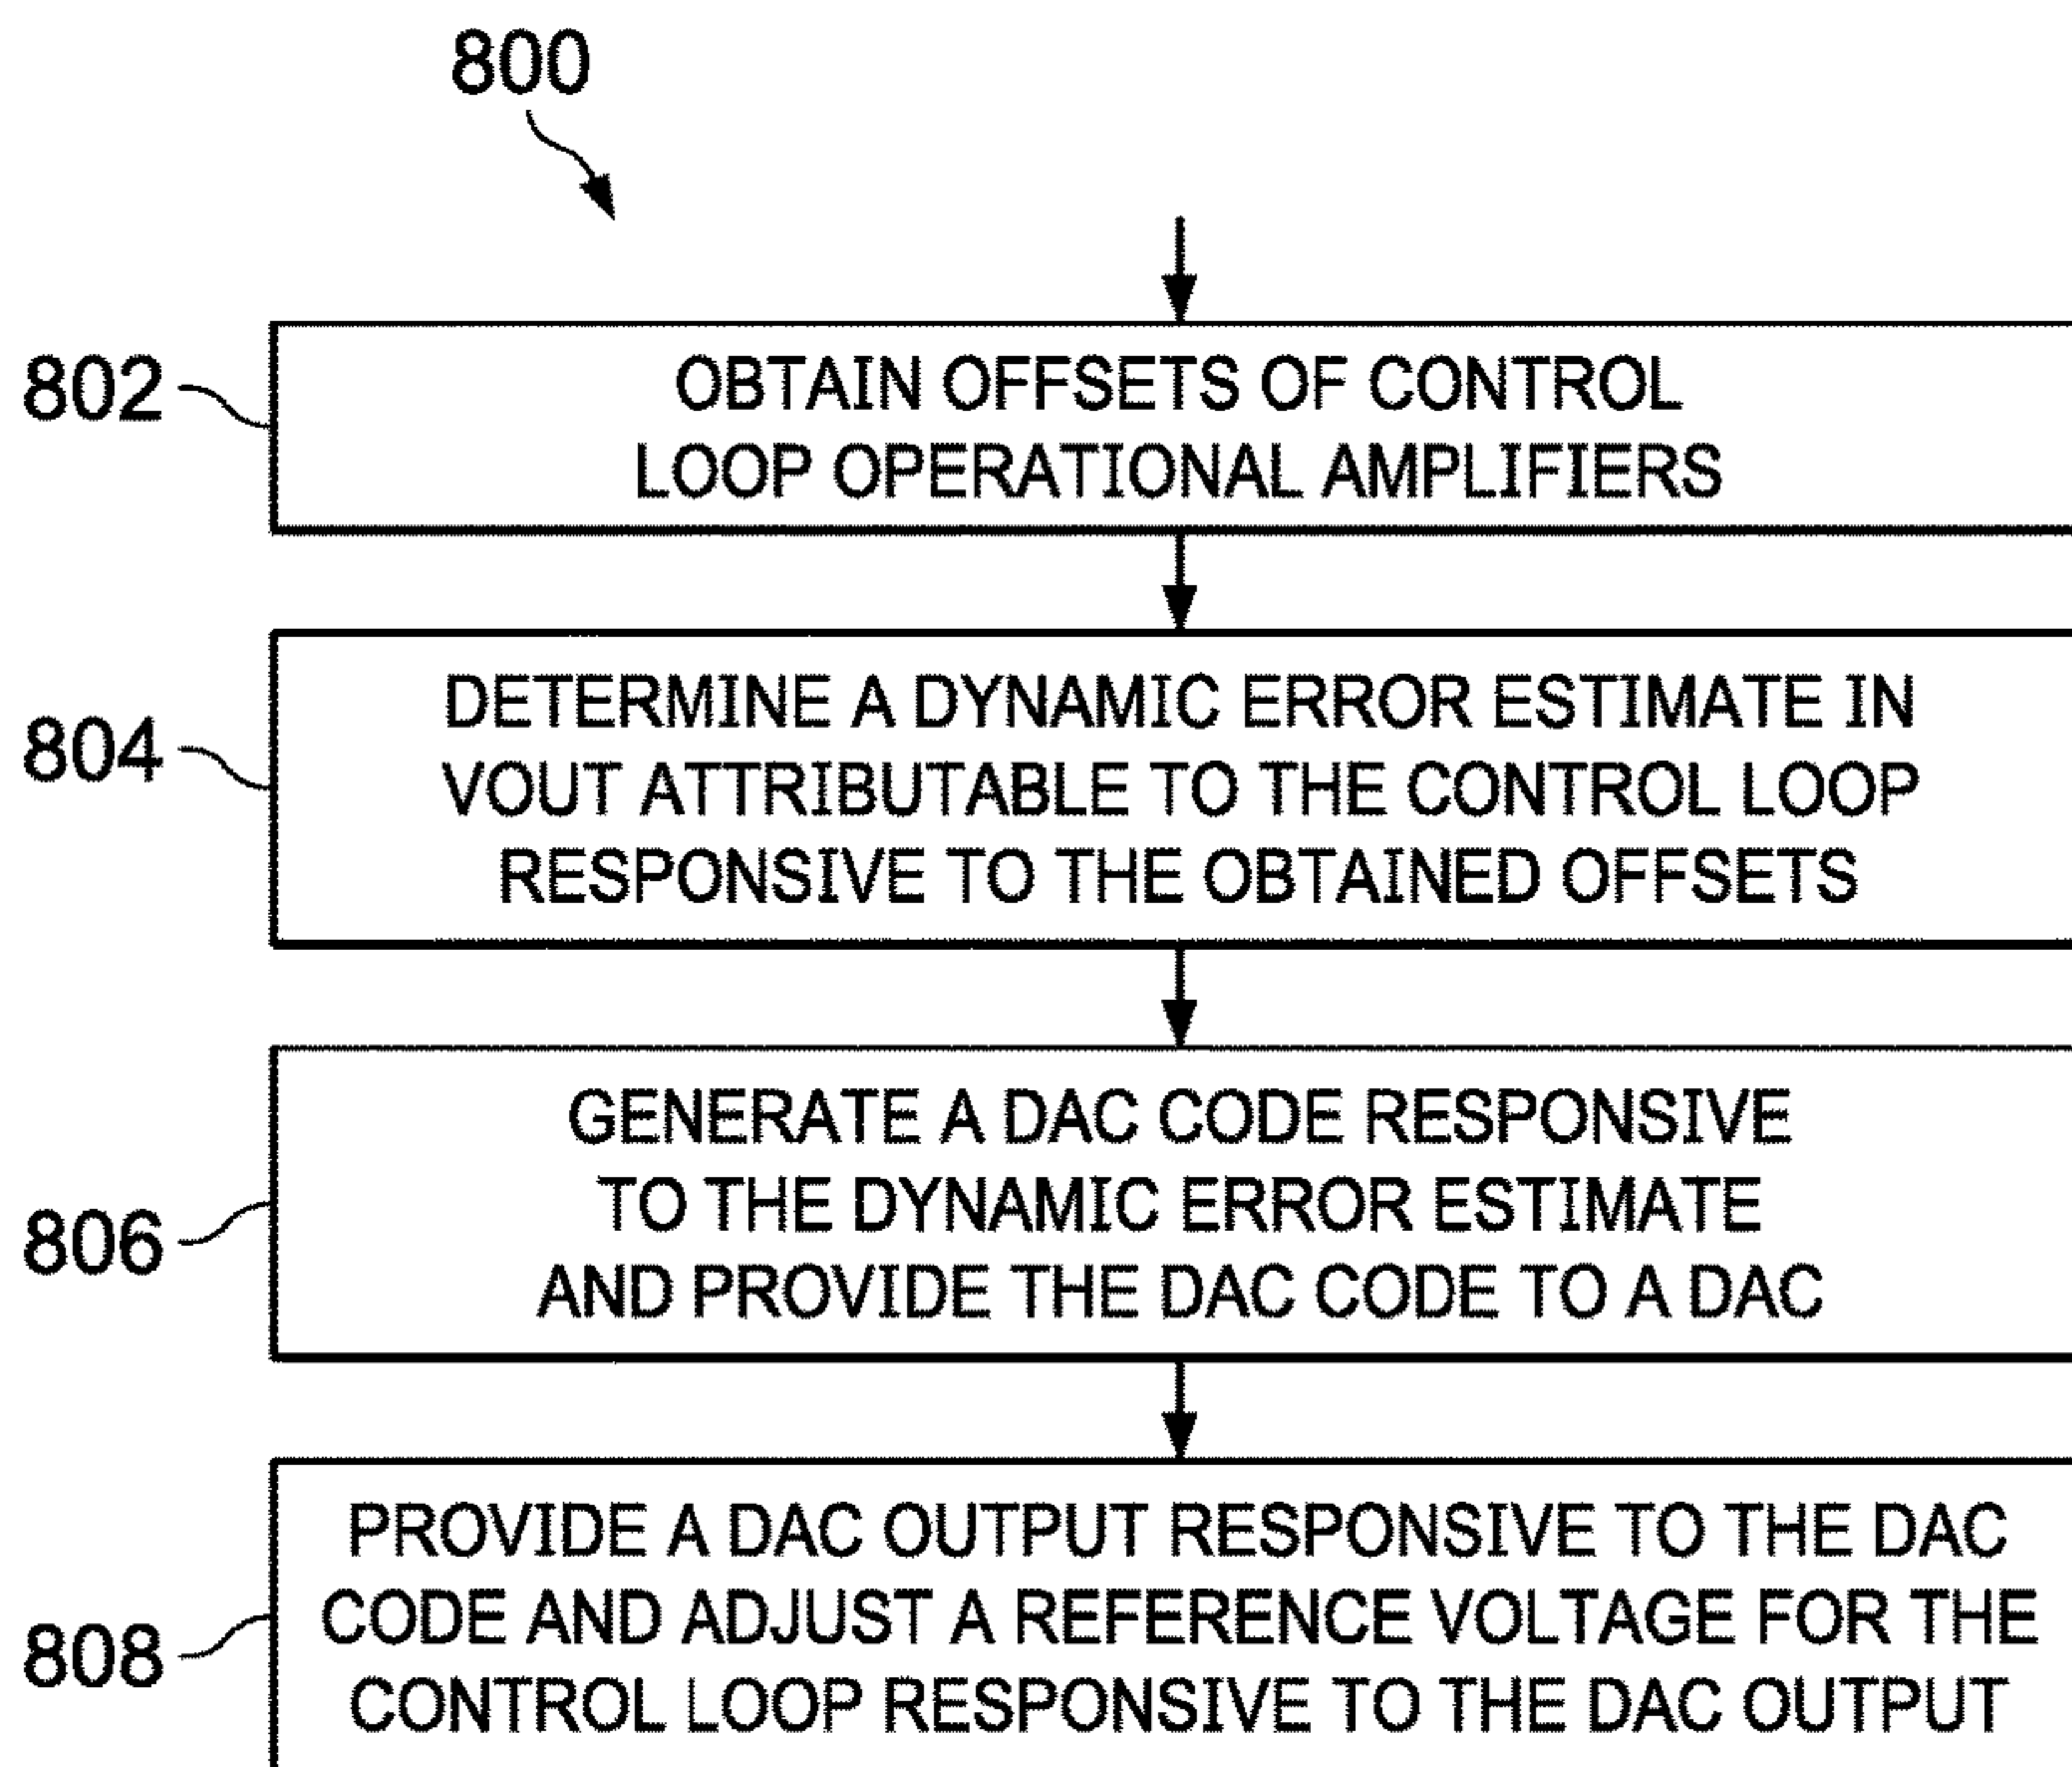 800
802
OBTAIN OFFSETS OF CONTROL
LOOP OPERATIONAL AMPLIFIERS
804
DETERMINE A DYNAMIC ERROR ESTIMATE IN
VOUT ATTRIBUTABLE TO THE CONTROL LOOP
RESPONSIVE TO THE OBTAINED OFFSETS
806
GENERATE A DAC CODE RESPONSIVE
TO THE DYNAMIC ERROR ESTIMATE
AND PROVIDE THE DAC CODE TO A DAC
808
PROVIDE A DAC OUTPUT RESPONSIVE TO THE DAC
CODE AND ADJUST A REFERENCE VOLTAGE FOR THE
CONTROL LOOP RESPONSIVE TO THE DAC OUTPUT